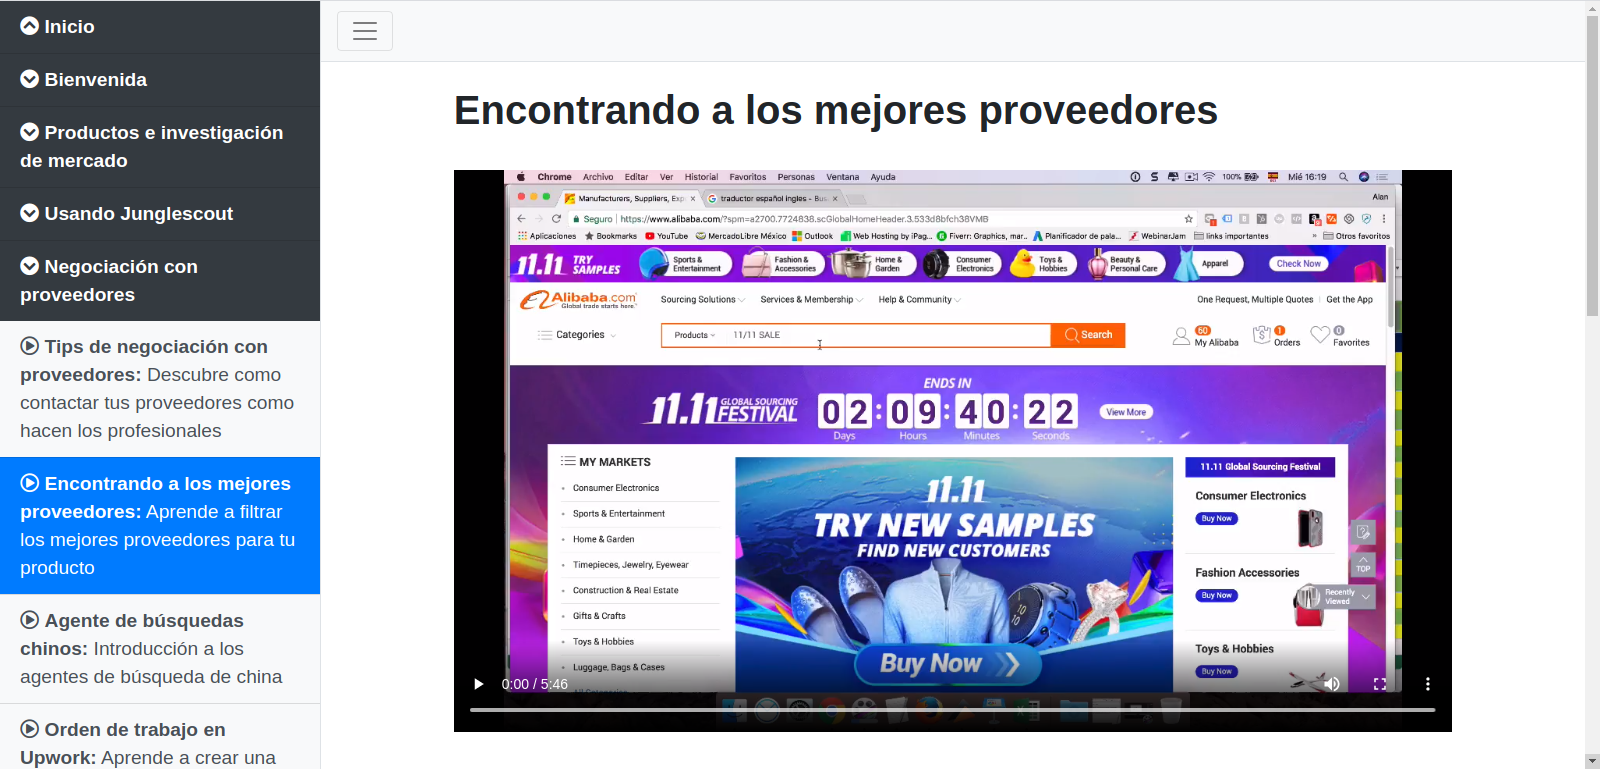 Inicio
Bienvenida
Productos e investigación
de mercado
Usando Junglescout
Negociación con
proveedores
Tips de negociación con
proveedores: Descubre como
contactar tus proveedores como
hacen los profesionales
Encontrando a los mejores
proveedores: Aprende a filtrar
los mejores proveedores para tu
producto
Agente de búsquedas
chinos: Introducción a los
agentes de búsqueda de china
Orden de trabajo en
Upwork: Aprende a crear una
Encontrando a los mejores proveedores
Chrome Archivo Editar Ver Historial Favoritos Personas Ventana Ayuda 100% Mié 16:19
Manufacturers, Suppliers, Exp × traductor español ingles - Bus × Alan
Seguro https://www.alibaba.com/?spm=a2700.7724838.scGlobalHomeHeader.3.533d8bfch38VMB
Aplicaciones Bookmarks YouTube MercadoLibre México Outlook Web Hosting by iPag... Fiverr: Graphics, mar... Planificador de pala... WebinarJam links importantes » Otros favoritos
11.11 TRY SAMPLES Sports & Entertainment Fashion & Accessories Home & Garden Consumer Electronics Toys & Hobbies Beauty & Personal Care Apparel Check Now
Alibaba.com Sourcing Solutions Services & Membership Help & Community One Request, Multiple Quotes Get the App
Global trade starts here.™
Categories Products 11/11 SALE Search 60 My Alibaba 1 Orders 0 Favorites
ENDS IN
11.11 GLOBAL SOURCING FESTIVAL 02 : 09 : 40 : 22 View More
Days Hours Minutes Seconds
MY MARKETS
Consumer Electronics
Sports & Entertainment
Home & Garden
Timepieces, Jewelry, Eyewear
Construction & Real Estate
Gifts & Crafts
Toys & Hobbies
Luggage, Bags & Cases
All Categories
11.11
TRY NEW SAMPLES
FIND NEW CUSTOMERS
Buy Now
11.11 Global Sourcing Festival
Consumer Electronics
Buy Now
Fashion Accessories
Buy Now
Toys & Hobbies
Buy Now
TOP
Recently
Viewed
0:00 / 5:46